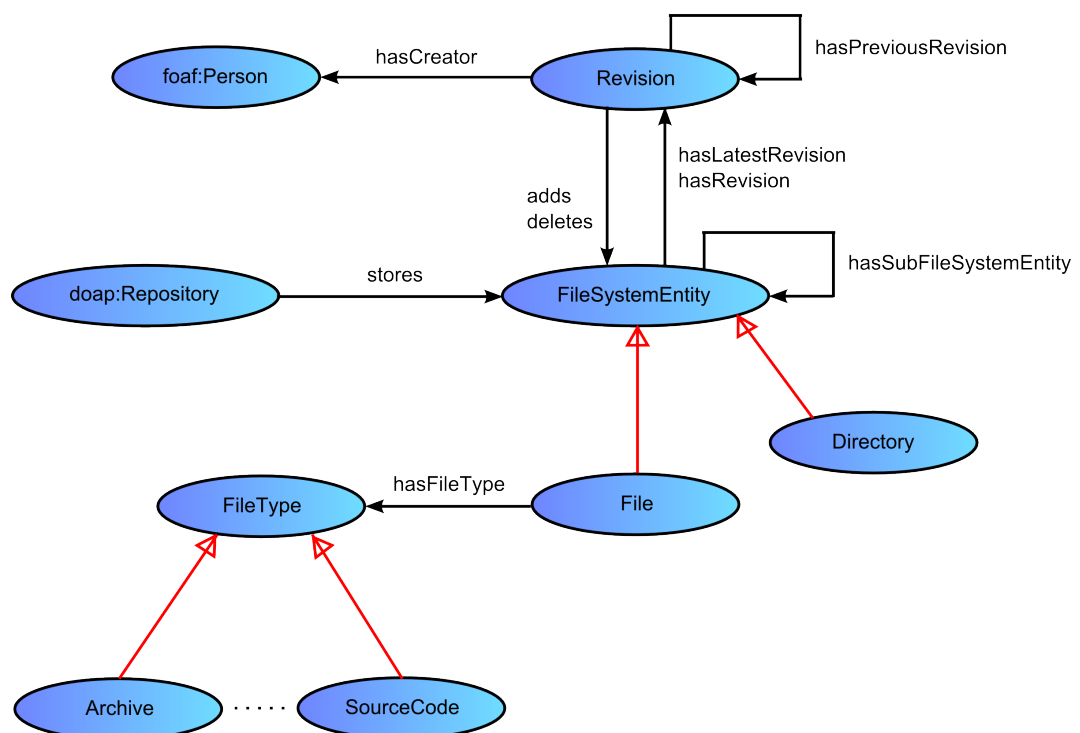 hasPreviousRevision
hasCreator
foaf:Person
Revision
hasLatestRevision
hasRevision
adds
deletes
hasSubFileSystemEntity
stores
doap:Repository
FileSystemEntity
Directory
hasFileType
FileType
File
Archive
.....
SourceCode